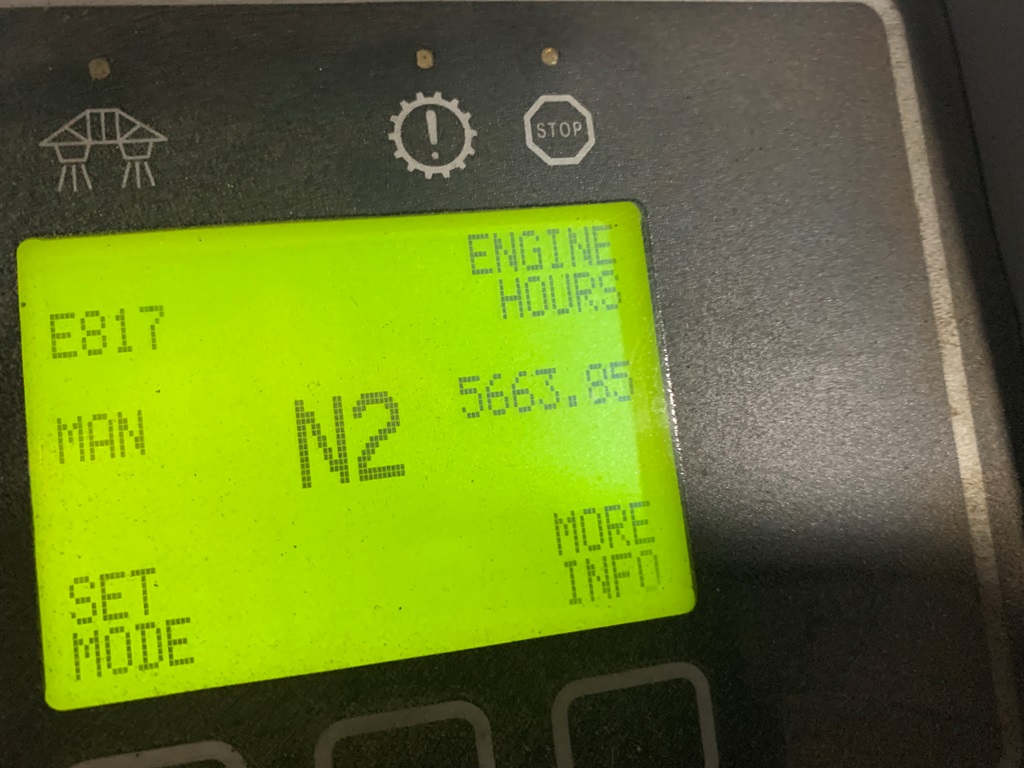 STOP
ENGINE
HOURS
E817
5663.85
MAN
N2
MORE
INFO
SET
MODE